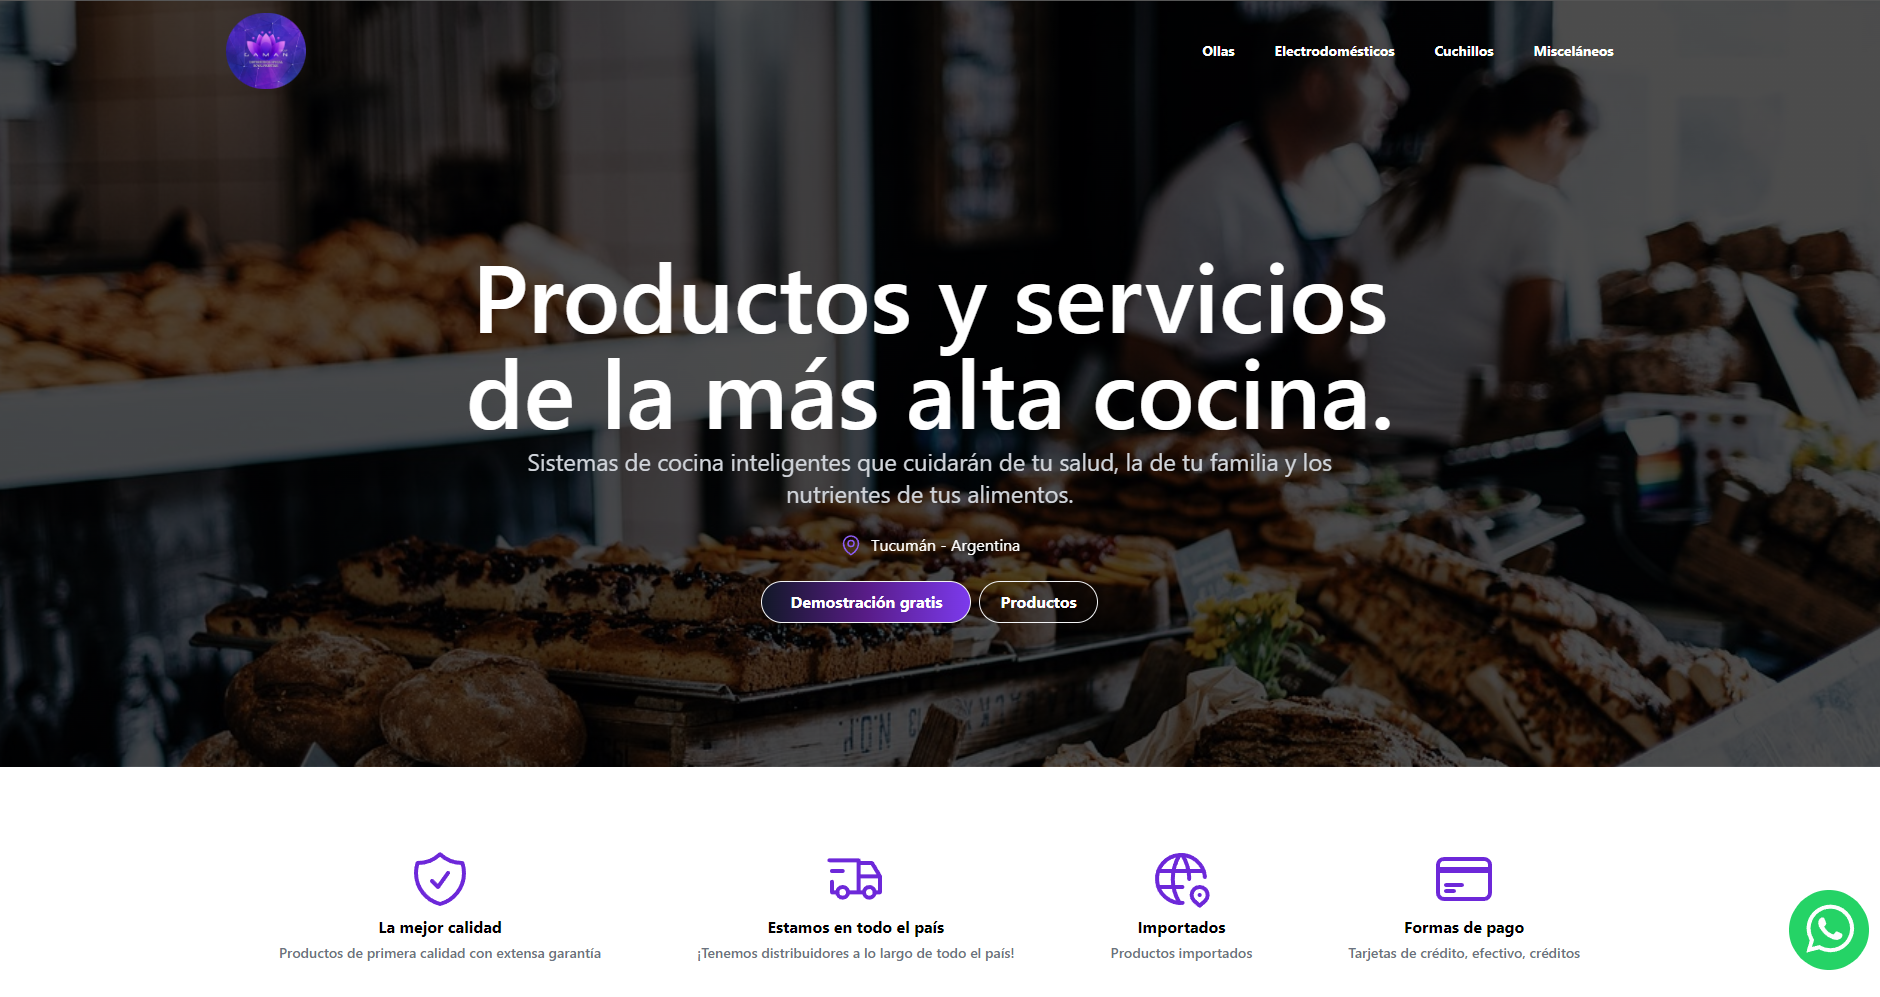 Ollas
Electrodomésticos
Cuchillos
Misceláneos
Productos y servicios
de la más alta cocina.
Sistemas de cocina inteligentes que cuidarán de tu salud, la de tu familia y los
nutrientes de tus alimentos.
Tucumán - Argentina
Demostración gratis
Productos
La mejor calidad
Productos de primera calidad con extensa garantía
Estamos en todo el país
¡Tenemos distribuidores a lo largo de todo el país!
Importados
Productos importados
Formas de pago
Tarjetas de crédito, efectivo, créditos